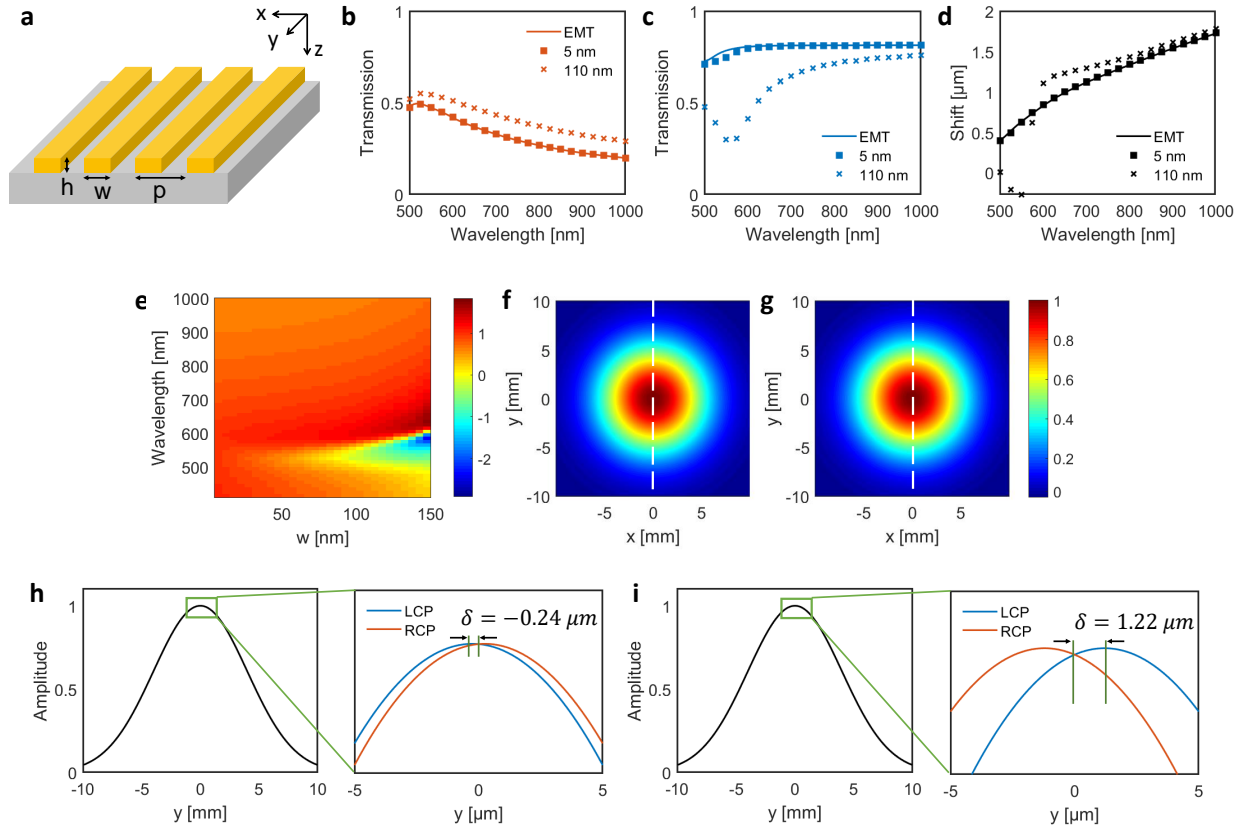 a
x
y
z
h
w
p
b
1
0.5
0
Transmission
500 600 700 800 900 1000
Wavelength [nm]
EMT
5 nm
110 nm
c
1
0.5
0
Transmission
500 600 700 800 900 1000
Wavelength [nm]
EMT
5 nm
110 nm
d
2
1.5
1
0.5
0
Shift [µm]
500 600 700 800 900 1000
Wavelength [nm]
EMT
5 nm
110 nm
e
1000
900
800
700
600
500
Wavelength [nm]
50 100 150
w [nm]
1
0
-1
-2
f
10
5
0
-5
-10
y [mm]
-5 0 5
x [mm]
g
10
5
0
-5
-10
y [mm]
-5 0 5
x [mm]
1
0.8
0.6
0.4
0.2
0
h
1
0.5
0
Amplitude
-10 -5 0 5 10
y [mm]
LCP
RCP
δ = −0.24 µm
-5 0 5
y [µm]
i
1
0.5
0
Amplitude
-10 -5 0 5 10
y [mm]
LCP
RCP
δ = 1.22 µm
-5 0 5
y [µm]